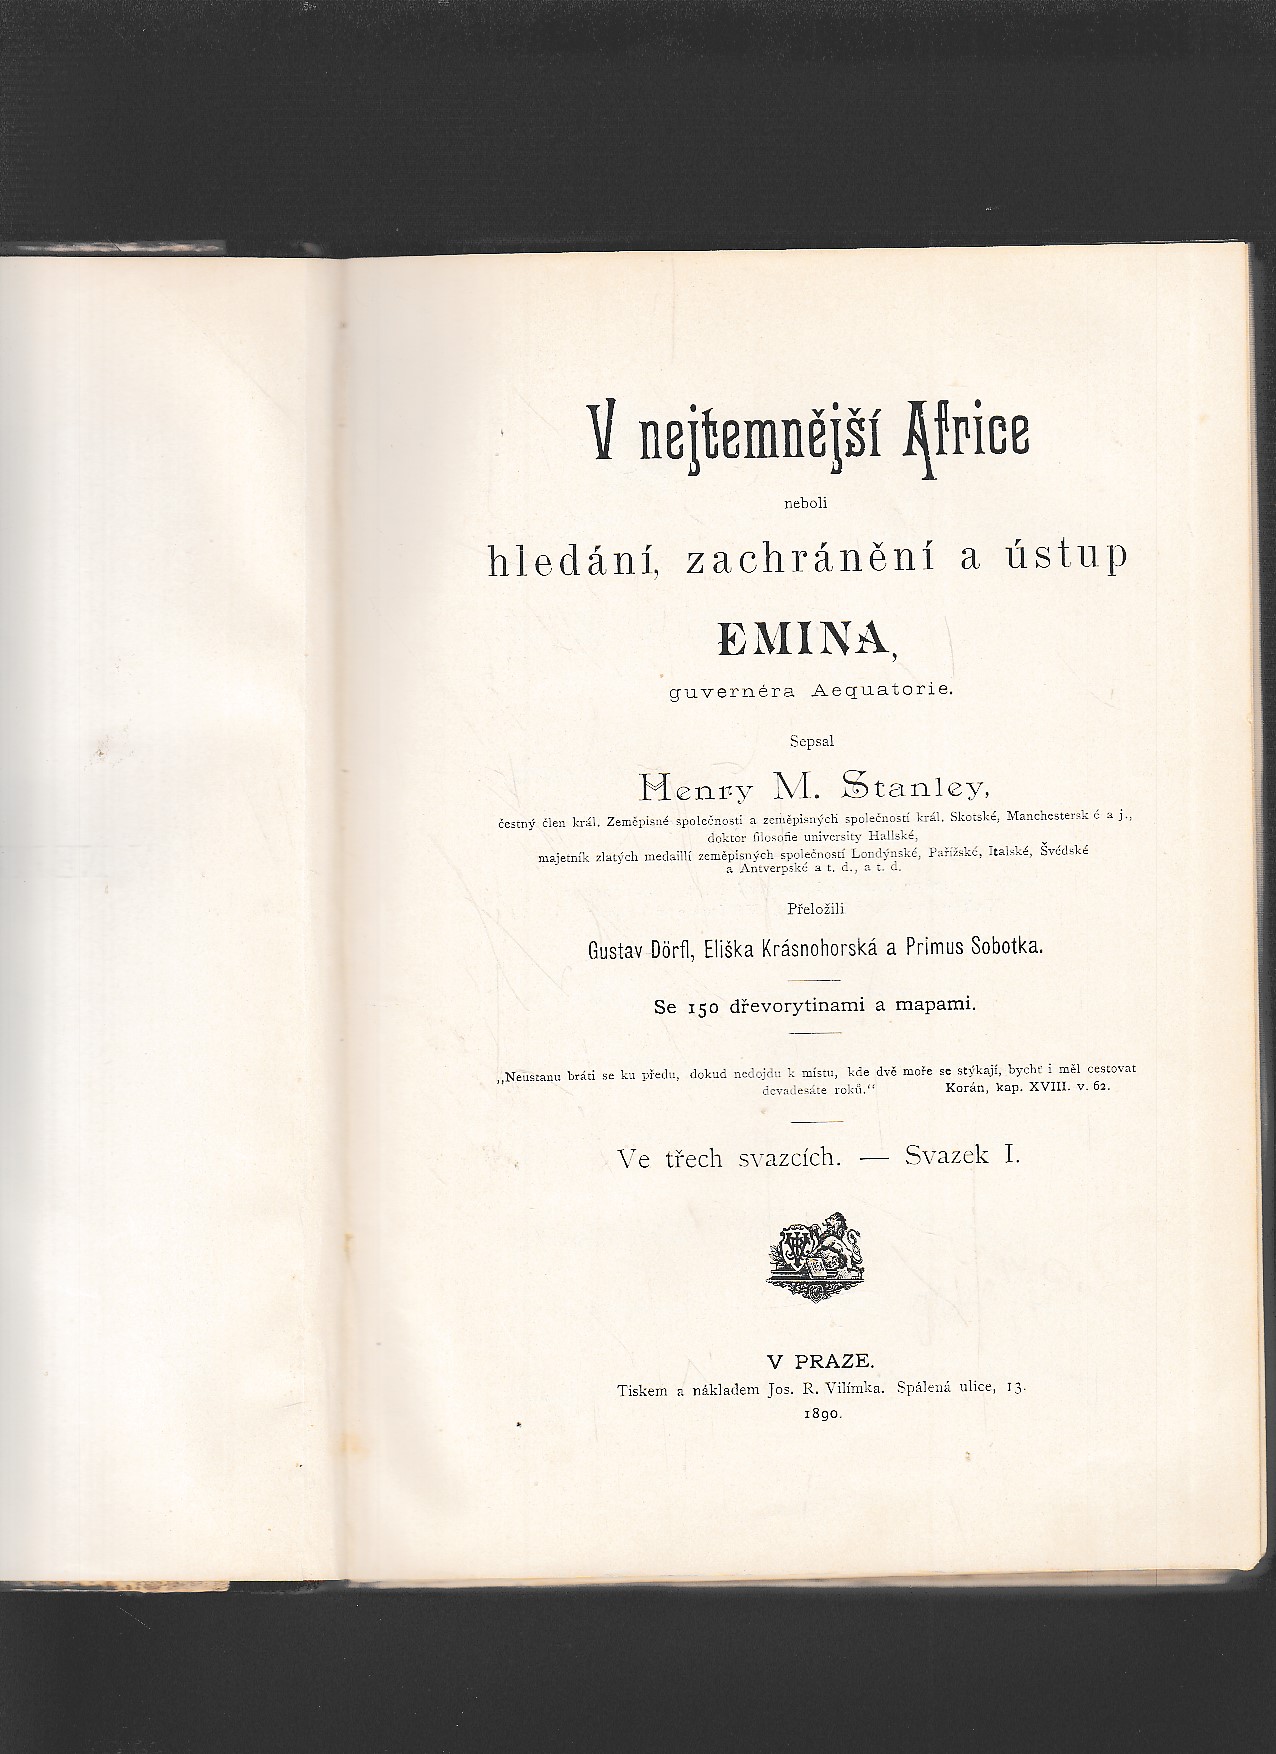 V nejtemnější Africe
neboli
hledání, zachránění a ústup
EMINA,
guvernéra Aequatorie.
Sepsal
Henry M. Stanley,
čestný člen král. Zeměpisné společnosti a zeměpisných společností král. Skotské, Manchestersk é a j.,
doktor filosofie university Hallské,
majetník zlatých medaillí zeměpisných společností Londýnské, Pařížské, Italské, Švédské
a Antverpské a t. d., a t. d.
Přeložili
Gustav Dörfl, Eliška Krásnohorská a Primus Sobotka.
Se 150 dřevorytinami a mapami.
„Neustanu bráti se ku předu, dokud nedojdu k místu, kde dvě moře se stýkají, bychť i měl cestovat
devadesáte roků.“ Korán, kap. XVIII. v. 62.
Ve třech svazcích. — Svazek I.
V PRAZE.
Tiskem a nákladem Jos. R. Vilímka. Spálená ulice, 13.
1890.